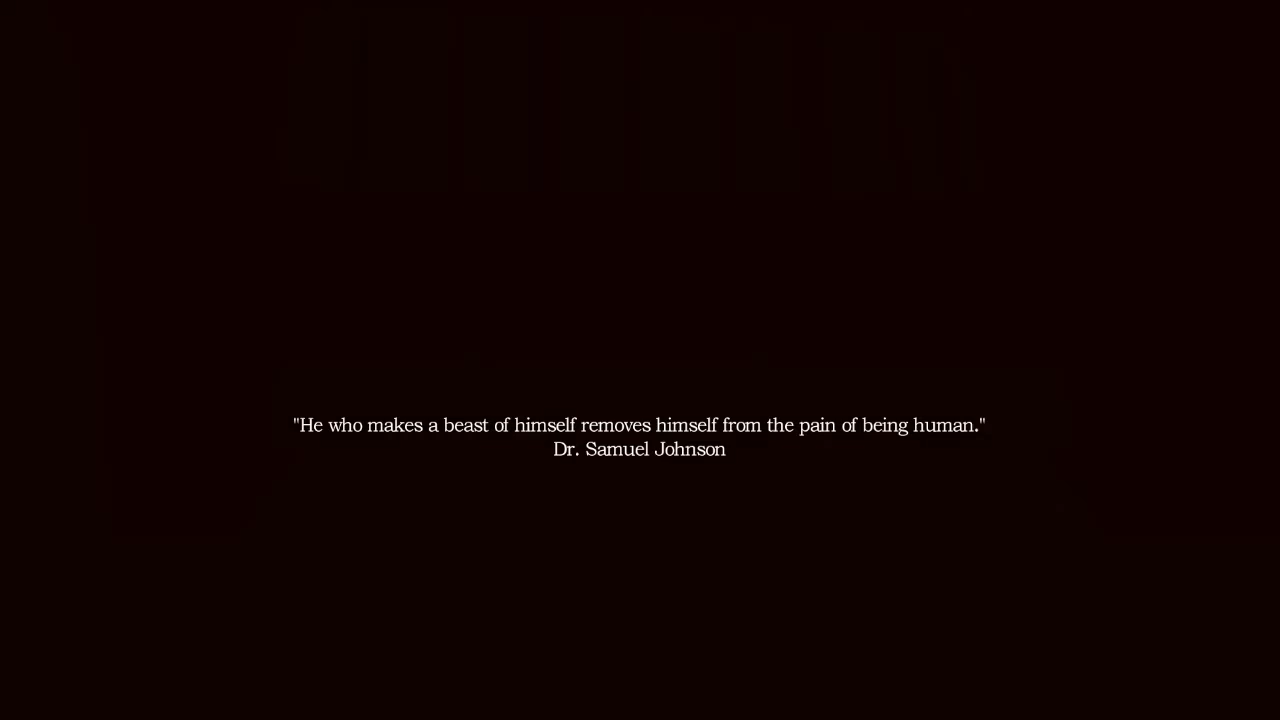 "He who makes a beast of himself removes himself from the pain of being human."
Dr. Samuel Johnson